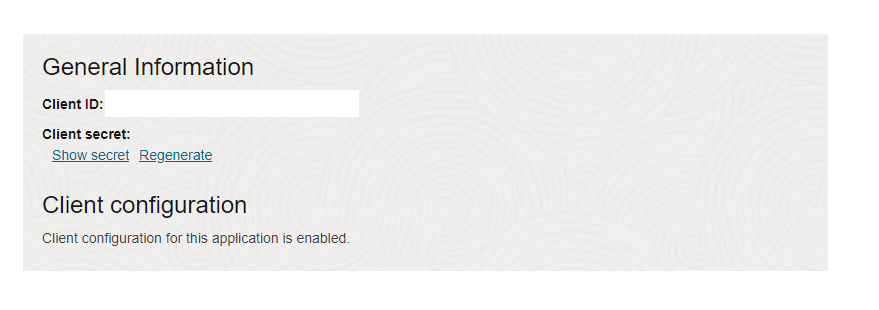 General Information
Client ID:
Client secret:
Show secret Regenerate
Client configuration
Client configuration for this application is enabled.